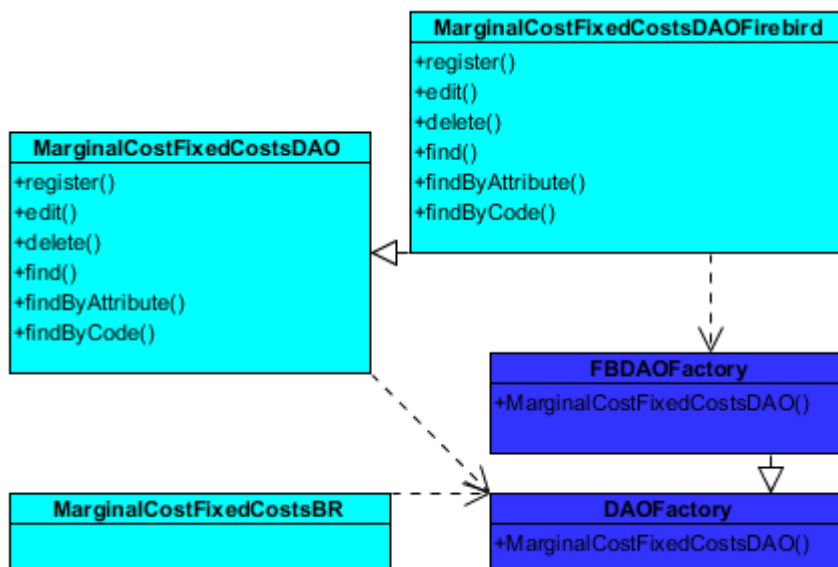 MarginalCostFixedCostsDAOFirebird
+register()
+edit()
+delete()
+find()
+findByAttribute()
+findByCode()
MarginalCostFixedCostsDAO
+register()
+edit()
+delete()
+find()
+findByAttribute()
+findByCode()
FBDAOFactory
+MarginalCostFixedCostsDAO()
MarginalCostFixedCostsBR
DAOFactory
+MarginalCostFixedCostsDAO()